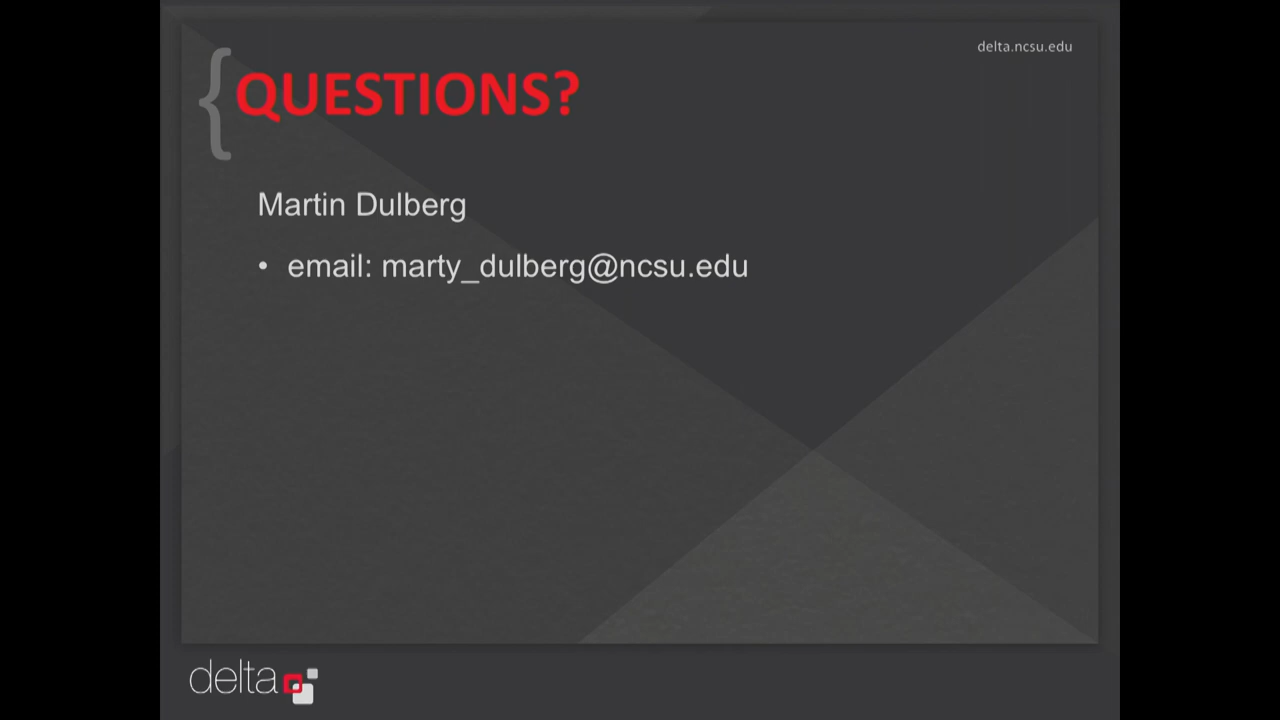 delta.ncsu.edu
{QUESTIONS?
Martin Dulberg
• email: marty_dulberg@ncsu.edu
delta